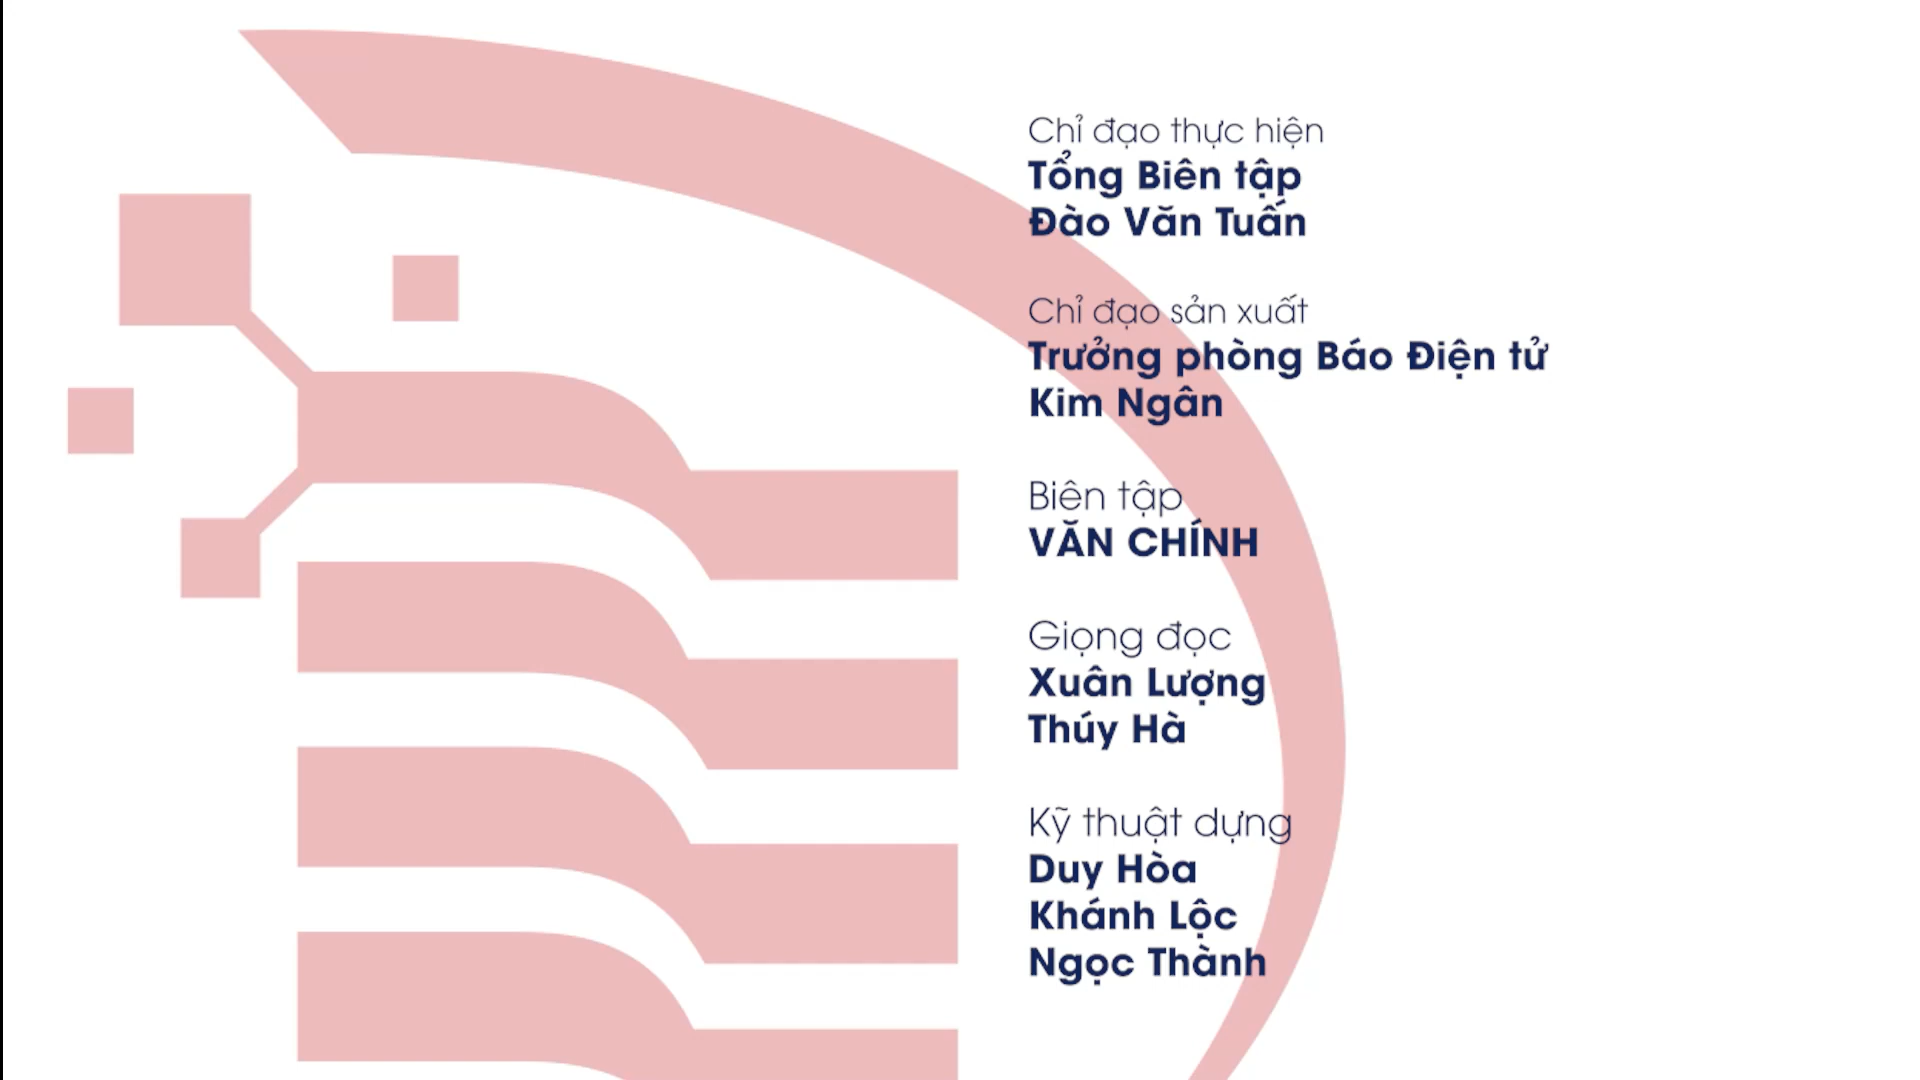 Chỉ đạo thực hiện
Tổng Biên tập
Đào Văn Tuấn
Chỉ đạo sản xuất
Trưởng phòng Báo Điện tử
Kim Ngân
Biên tập
VĂN CHÍNH
Giọng đọc
Xuân Lượng
Thúy Hà
Kỹ thuật dựng
Duy Hòa
Khánh Lộc
Ngọc Thành